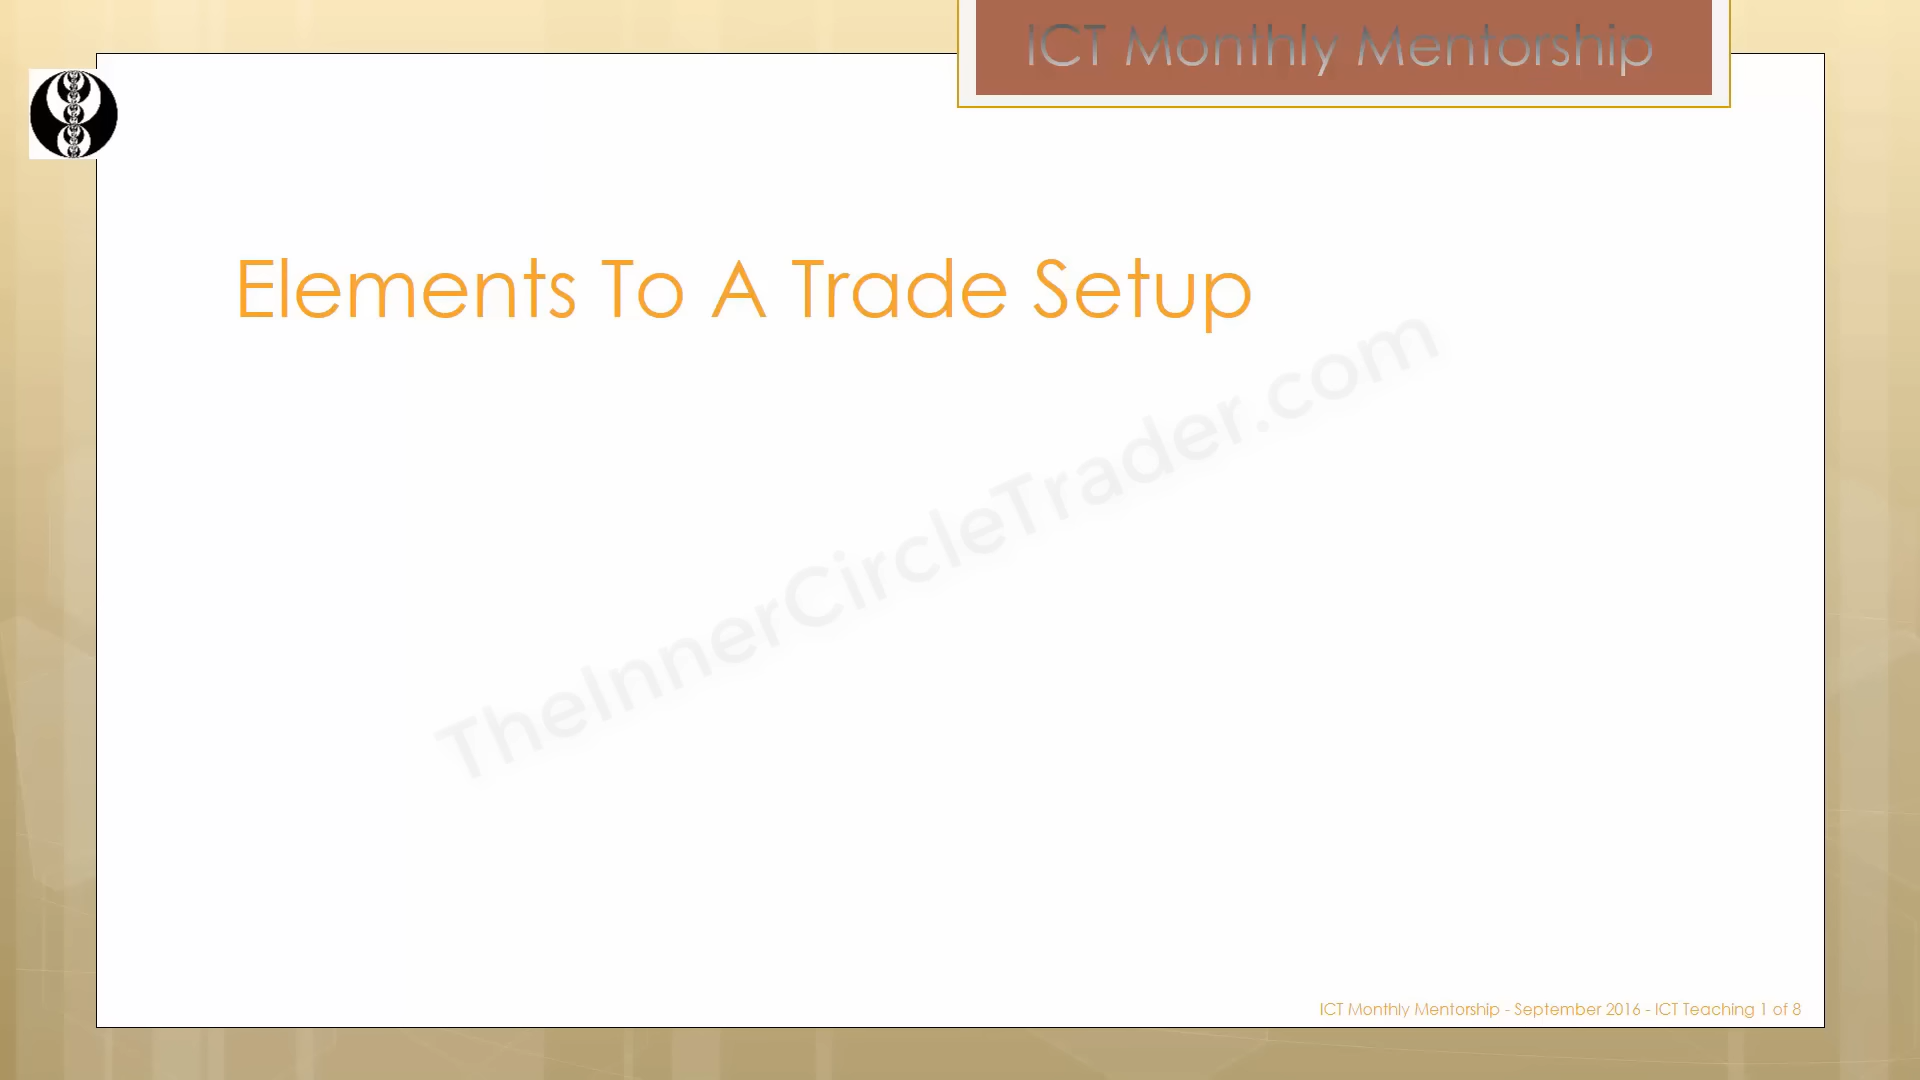 ICT Monthly Mentorship
Elements To A Trade Setup
TheInnerCircleTrader.com
ICT Monthly Mentorship - September 2016 - ICT Teaching 1 of 8